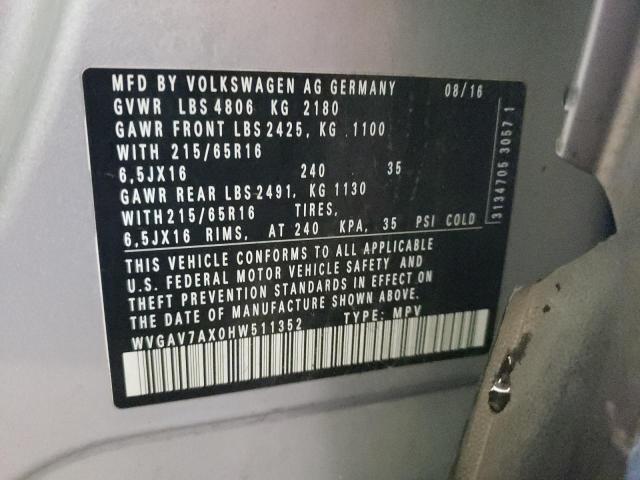 MFD BY VOLKSWAGEN AG GERMANY 08/16
GVWR LBS 4806 KG 2180
GAWR FRONT LBS 2425, KG 1100
WITH 215/65R16
6,5JX16 240 35
GAWR REAR LBS 2491, KG 1130
WITH 215/65R16 TIRES,
6,5JX16 RIMS, AT 240 KPA, 35 PSI COLD
THIS VEHICLE CONFORMS TO ALL APPLICABLE
U.S. FEDERAL MOTOR VEHICLE SAFETY AND
THEFT PREVENTION STANDARDS IN EFFECT ON
THE DATE OF MANUFACTURE SHOWN ABOVE.
WVGAV7AX0HW511352 TYPE: MPV
3134705 3057 1